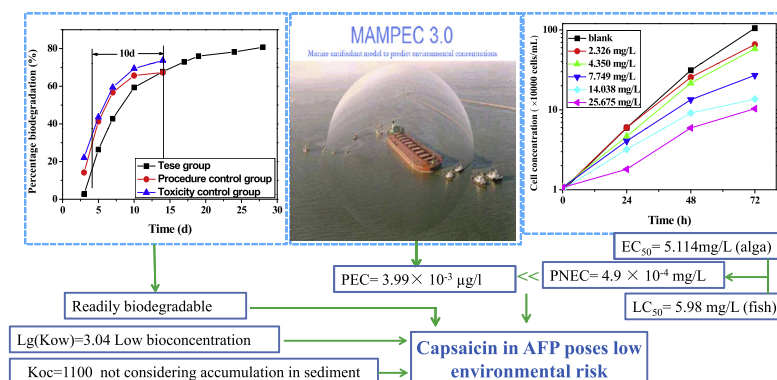 Percentage biodegradation (%)
80
60
40
20
0
10d
Tese group
Procedure control group
Toxicity control group
0 5 10 15 20 25 30
Time (d)
MAMPEC 3.0
Marine antifoulant model to predict environmental concentrations
Cell concentration ( ×10000 cells/mL)
100
10
1
blank
2.326 mg/L
4.350 mg/L
7.749 mg/L
14.038 mg/L
25.675 mg/L
0 24 48 72
Time (h)
EC50= 5.114mg/L (alga)
PEC= 3.99× 10-3 µg/l
<<
PNEC= 4.9 × 10-4 mg/L
LC50= 5.98 mg/L (fish)
Readily biodegradable
Lg(Kow)=3.04 Low bioconcentration
Koc=1100 not considering accumulation in sediment
Capsaicin in AFP poses low
environmental risk